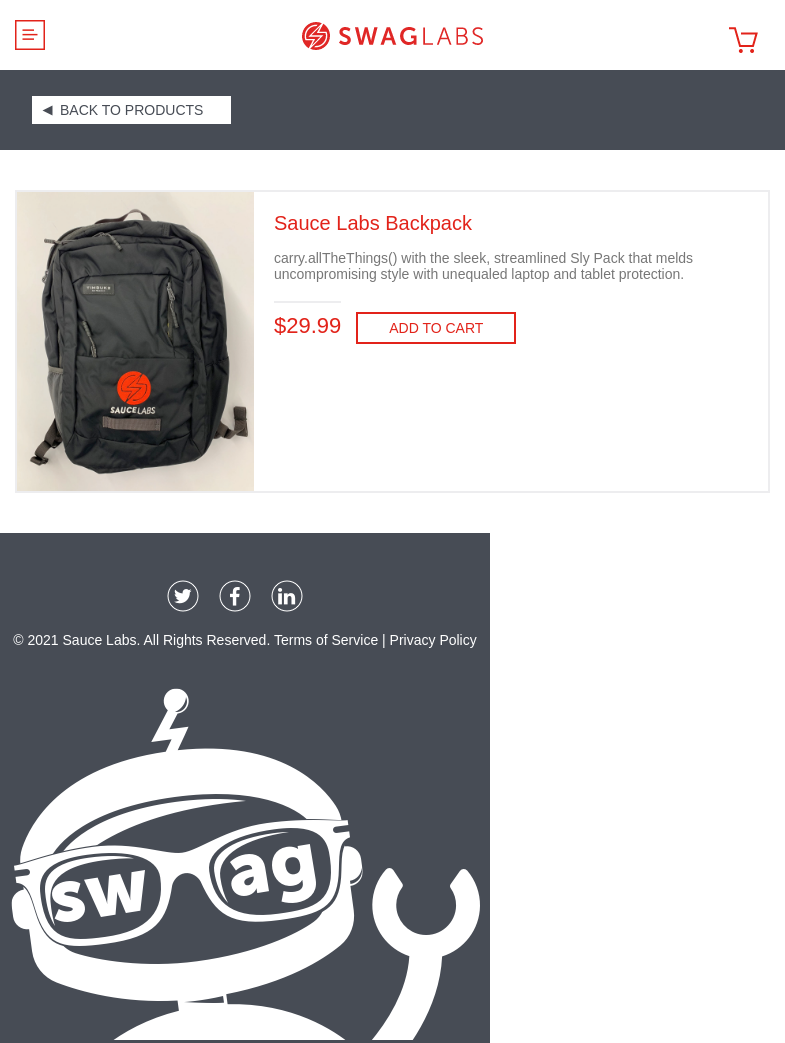 SWAGLABS
◄ BACK TO PRODUCTS
Sauce Labs Backpack
carry.allTheThings() with the sleek, streamlined Sly Pack that melds
uncompromising style with unequaled laptop and tablet protection.
$29.99
ADD TO CART
TIMBUK2
SAUCELABS
© 2021 Sauce Labs. All Rights Reserved. Terms of Service | Privacy Policy
swag